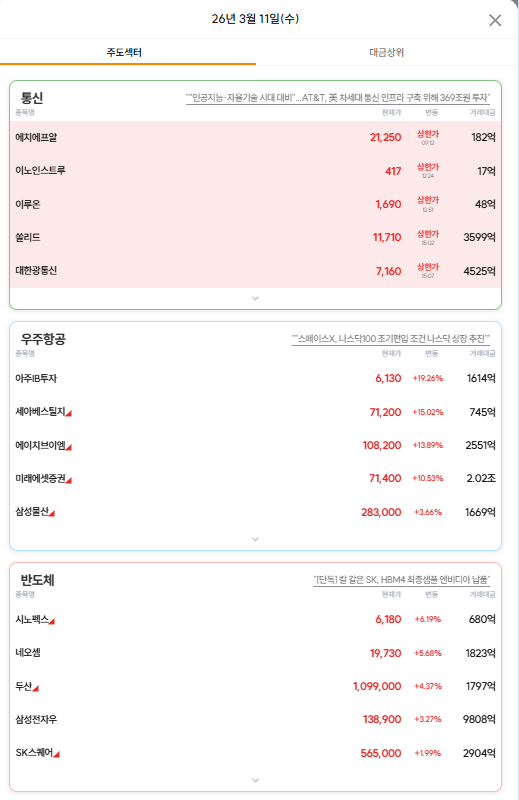 26년 3월 11일(수)
주도섹터 대금상위
통신 ""인공지능·자율기술 시대 대비"...AT&T, 美 차세대 통신 인프라 구축 위해 369조원 투자"
종목명 현재가 변동 거래대금
에치에프알 21,250 상한가 09:12 182억
이노인스트루 417 상한가 12:24 17억
이루온 1,690 상한가 12:51 48억
쏠리드 11,710 상한가 15:02 3599억
대한광통신 7,160 상한가 15:07 4525억
우주항공 ""스페이스X, 나스닥100 조기편입 조건 나스닥 상장 추진""
종목명 현재가 변동 거래대금
아주IB투자 6,130 +19.26% 1614억
세아베스틸지 71,200 +15.02% 745억
에이치브이엠 108,200 +13.89% 2551억
미래에셋증권 71,400 +10.53% 2.02조
삼성물산 283,000 +3.66% 1669억
반도체 "[단독] 칼 같은 SK, HBM4 최종샘플 엔비디아 납품"
종목명 현재가 변동 거래대금
시노펙스 6,180 +6.19% 680억
네오셈 19,730 +5.68% 1823억
두산 1,099,000 +4.37% 1797억
삼성전자우 138,900 +3.27% 9808억
SK스퀘어 565,000 +1.99% 2904억